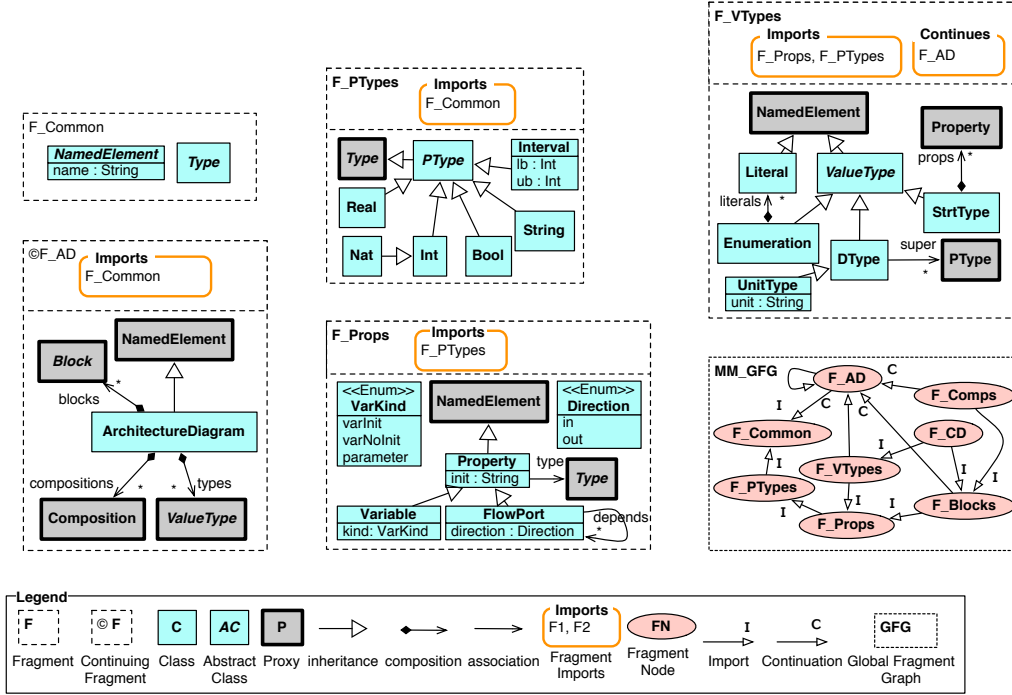 F_Common
NamedElement
name : String
Type
©F_AD
Imports
F_Common
NamedElement
Block
blocks
*
ArchitectureDiagram
compositions
*
*
types
Composition
ValueType
F_PTypes
Imports
F_Common
Type
PType
Interval
lb : Int
ub : Int
Real
String
Nat
Int
Bool
F_Props
Imports
F_PTypes
<<Enum>>
VarKind
varInit
varNoInit
parameter
NamedElement
<<Enum>>
Direction
in
out
Property
init : String
type
Type
Variable
kind: VarKind
FlowPort
direction : Direction
depends
*
F_VTypes
Imports
F_Props, F_PTypes
Continues
F_AD
NamedElement
Property
props
*
Literal
ValueType
literals
*
StrtType
Enumeration
DType
super
*
PType
UnitType
unit : String
MM_GFG
F_AD
C
F_Comps
I
C
C
F_Common
F_CD
I
I
F_VTypes
I
I
F_PTypes
I
F_Blocks
I
F_Props
I
Legend
F
© F
C
AC
P
Imports
F1, F2
FN
I
C
GFG
Fragment
Continuing
Fragment
Class
Abstract
Class
Proxy
inheritance
composition
association
Fragment
Imports
Fragment
Node
Import
Continuation
Global Fragment
Graph